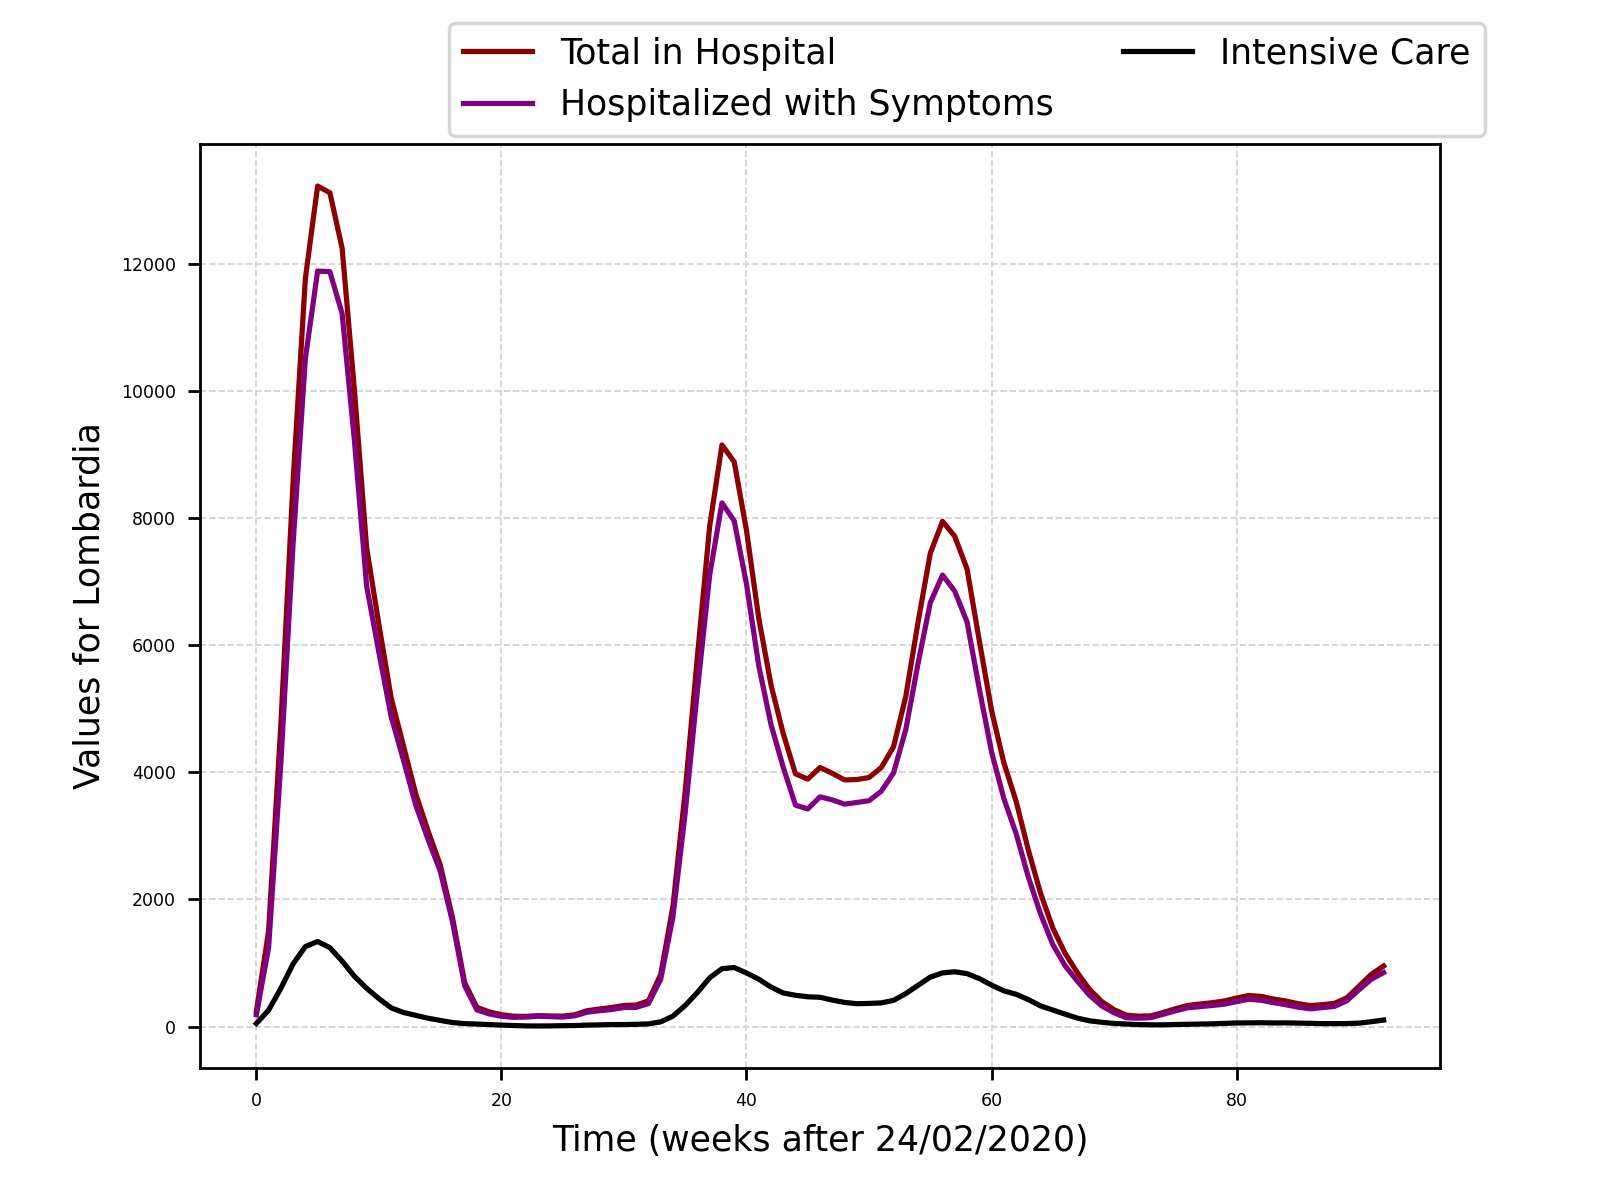 Total in Hospital
Hospitalized with Symptoms
Intensive Care
Values for Lombardia
12000
10000
8000
6000
4000
2000
0
0 20 40 60 80
Time (weeks after 24/02/2020)